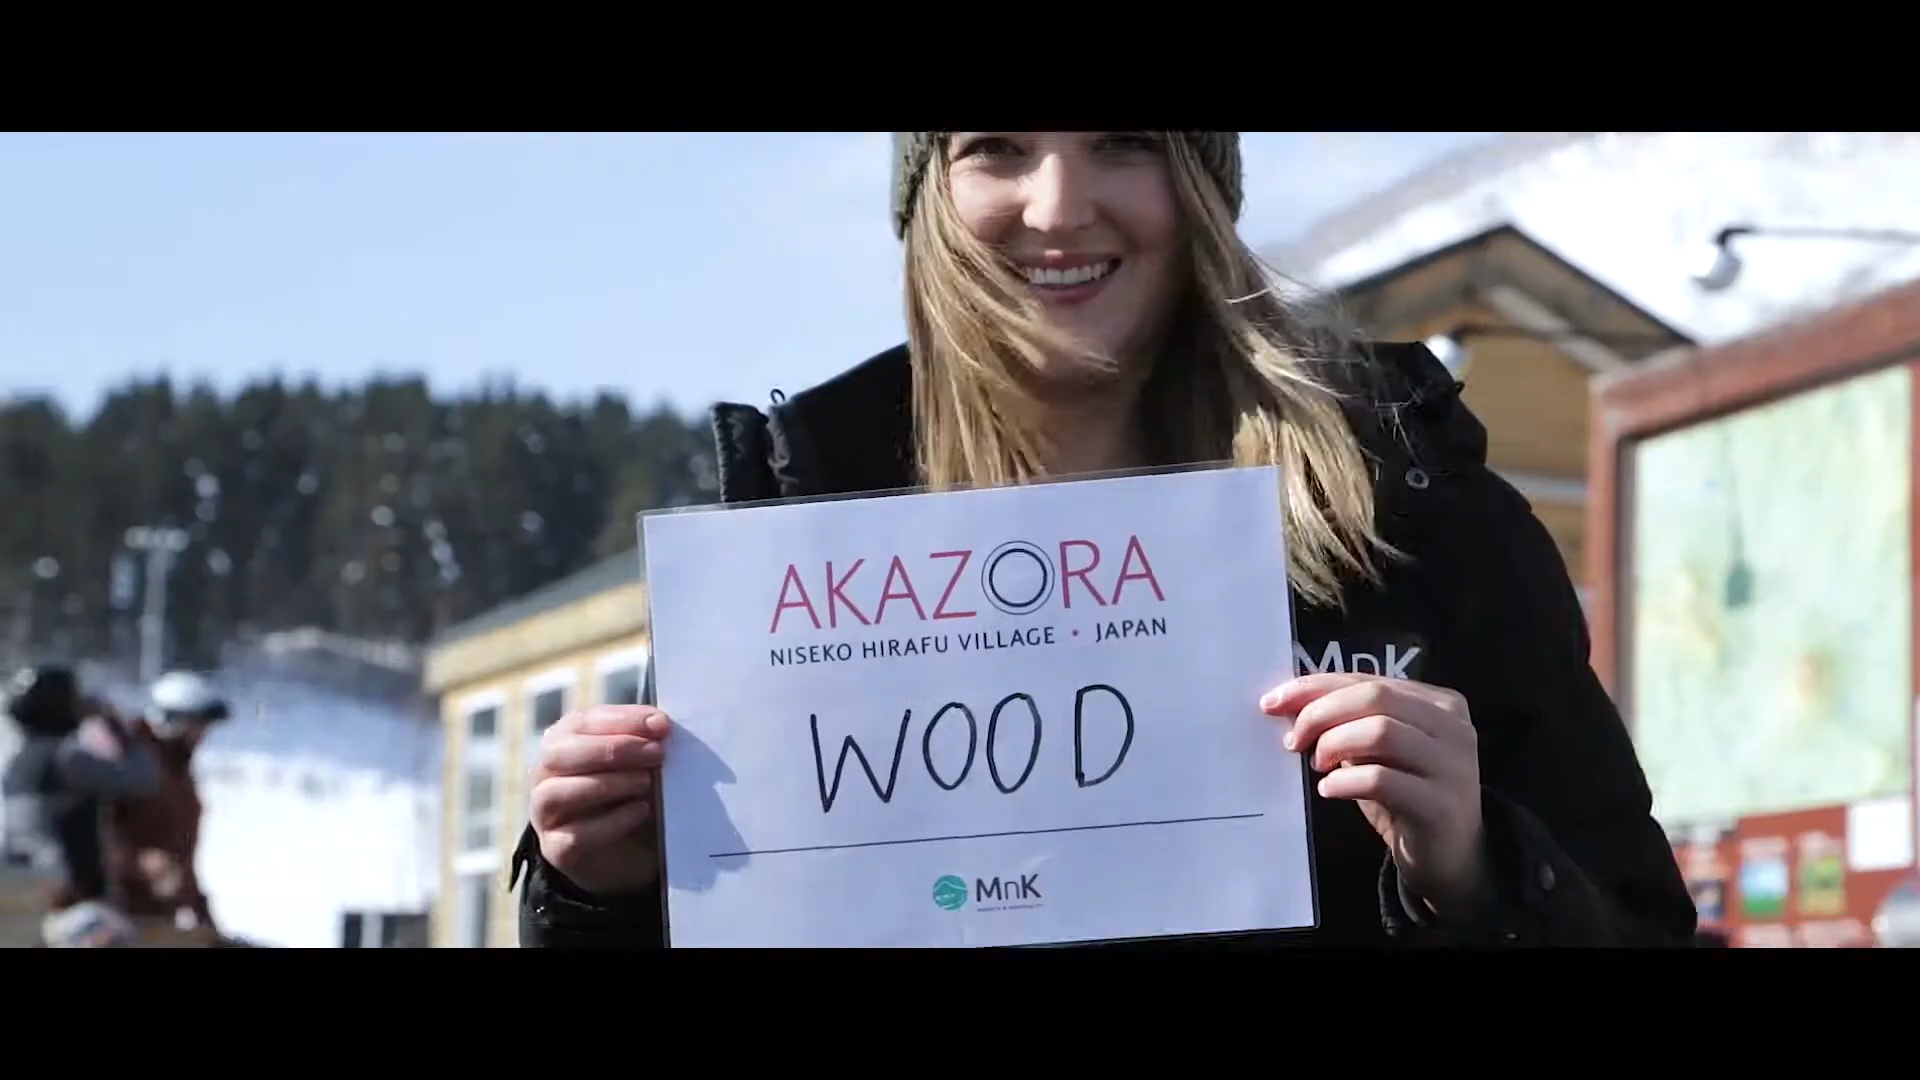 AKAZORA
NISEKO HIRAFU VILLAGE • JAPAN
WOOD
MnK
MnK